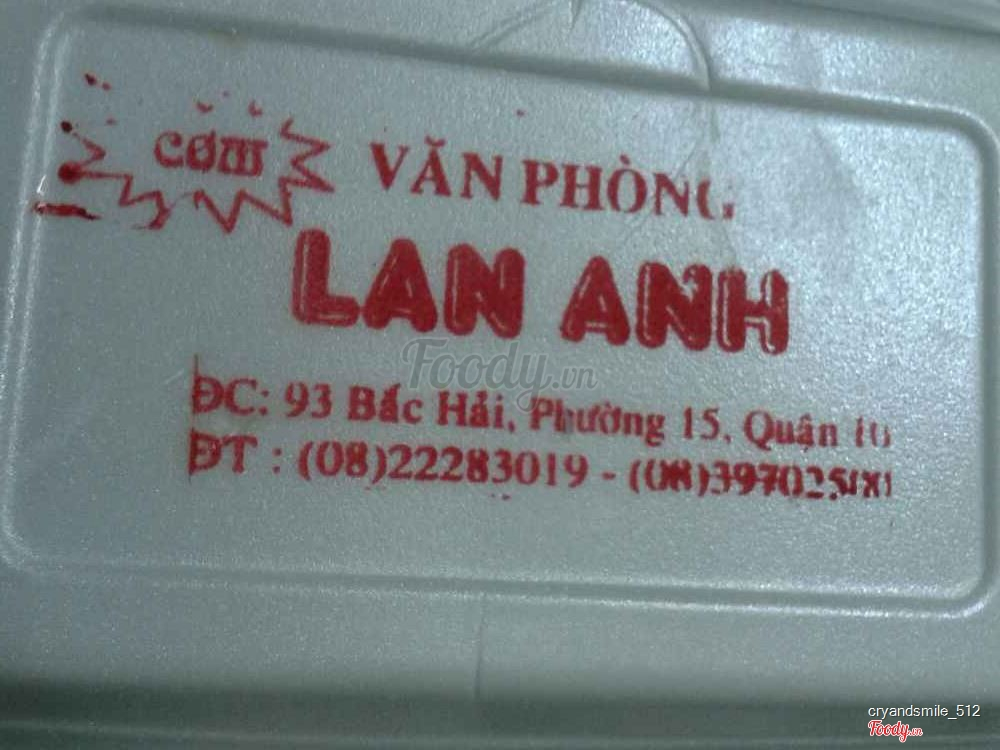 CƠM VĂN PHÒNG
LAN ANH
Foody.vn
ĐC: 93 Bắc Hải, Phường 15, Quận 10
ĐT : (08)22283019 -
cryandsmile_512
Foody.vn